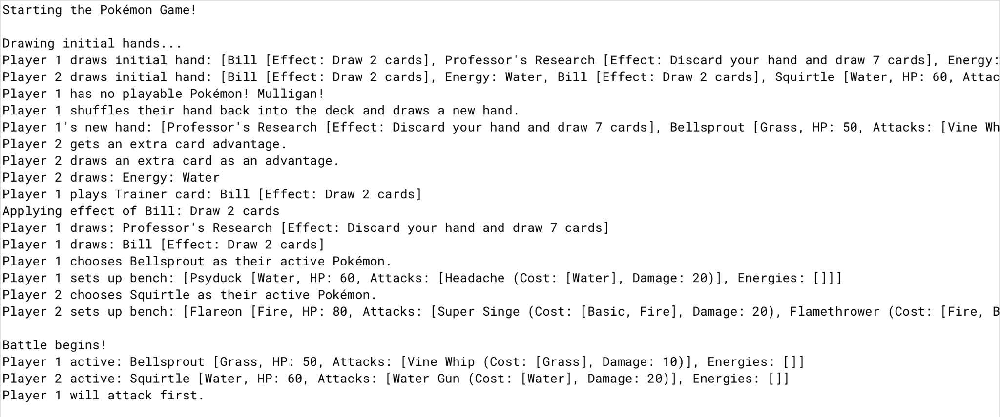 Starting the Pokémon Game!
Drawing initial hands...
Player 1 draws initial hand: [Bill [Effect: Draw 2 cards], Professor's Research [Effect: Discard your hand and draw 7 cards], Energy:
Player 2 draws initial hand: [Bill [Effect: Draw 2 cards], Energy: Water, Bill [Effect: Draw 2 cards], Squirtle [Water, HP: 60, Attac
Player 1 has no playable Pokémon! Mulligan!
Player 1 shuffles their hand back into the deck and draws a new hand.
Player 1's new hand: [Professor's Research [Effect: Discard your hand and draw 7 cards], Bellsprout [Grass, HP: 50, Attacks: [Vine Wh
Player 2 gets an extra card advantage.
Player 2 draws an extra card as an advantage.
Player 2 draws: Energy: Water
Player 1 plays Trainer card: Bill [Effect: Draw 2 cards]
Applying effect of Bill: Draw 2 cards
Player 1 draws: Professor's Research [Effect: Discard your hand and draw 7 cards]
Player 1 draws: Bill [Effect: Draw 2 cards]
Player 1 chooses Bellsprout as their active Pokémon.
Player 1 sets up bench: [Psyduck [Water, HP: 60, Attacks: [Headache (Cost: [Water], Damage: 20)], Energies: []]]
Player 2 chooses Squirtle as their active Pokémon.
Player 2 sets up bench: [Flareon [Fire, HP: 80, Attacks: [Super Singe (Cost: [Basic, Fire], Damage: 20), Flamethrower (Cost: [Fire, B
Battle begins!
Player 1 active: Bellsprout [Grass, HP: 50, Attacks: [Vine Whip (Cost: [Grass], Damage: 10)], Energies: []]
Player 2 active: Squirtle [Water, HP: 60, Attacks: [Water Gun (Cost: [Water], Damage: 20)], Energies: []]
Player 1 will attack first.